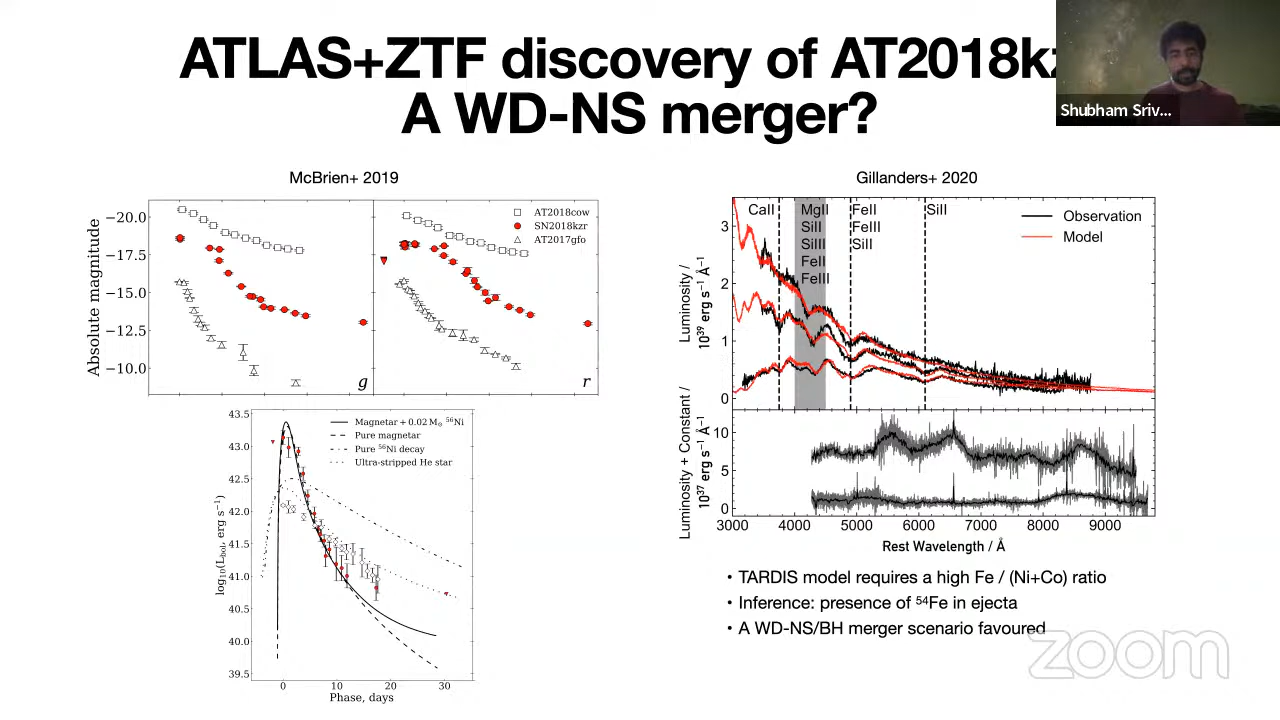 ATLAS+ZTF discovery of AT2018kz
A WD-NS merger?
Shubham Sriv...
McBrien+ 2019
Absolute magnitude
−20.0
−17.5
−15.0
−12.5
−10.0
g
AT2018cow
SN2018kzr
AT2017gfo
r
log₁₀(L_bol, erg s⁻¹)
43.5
43.0
42.5
42.0
41.5
41.0
40.5
40.0
39.5
Magnetar + 0.02 M⊙ ⁵⁶Ni
Pure magnetar
Pure ⁵⁶Ni decay
Ultra-stripped He star
0 10 20 30
Phase, days
Gillanders+ 2020
Luminosity /
10³⁹ erg s⁻¹ Å⁻¹
3
2
1
0
CaII
MgII
SiII
SiIII
FeII
FeIII
FeII
FeIII
SiII
SiII
Observation
Model
Luminosity + Constant /
10³⁷ erg s⁻¹ Å⁻¹
10
5
0
3000 4000 5000 6000 7000 8000 9000
Rest Wavelength / Å
• TARDIS model requires a high Fe / (Ni+Co) ratio
• Inference: presence of ⁵⁴Fe in ejecta
• A WD-NS/BH merger scenario favoured
zoom